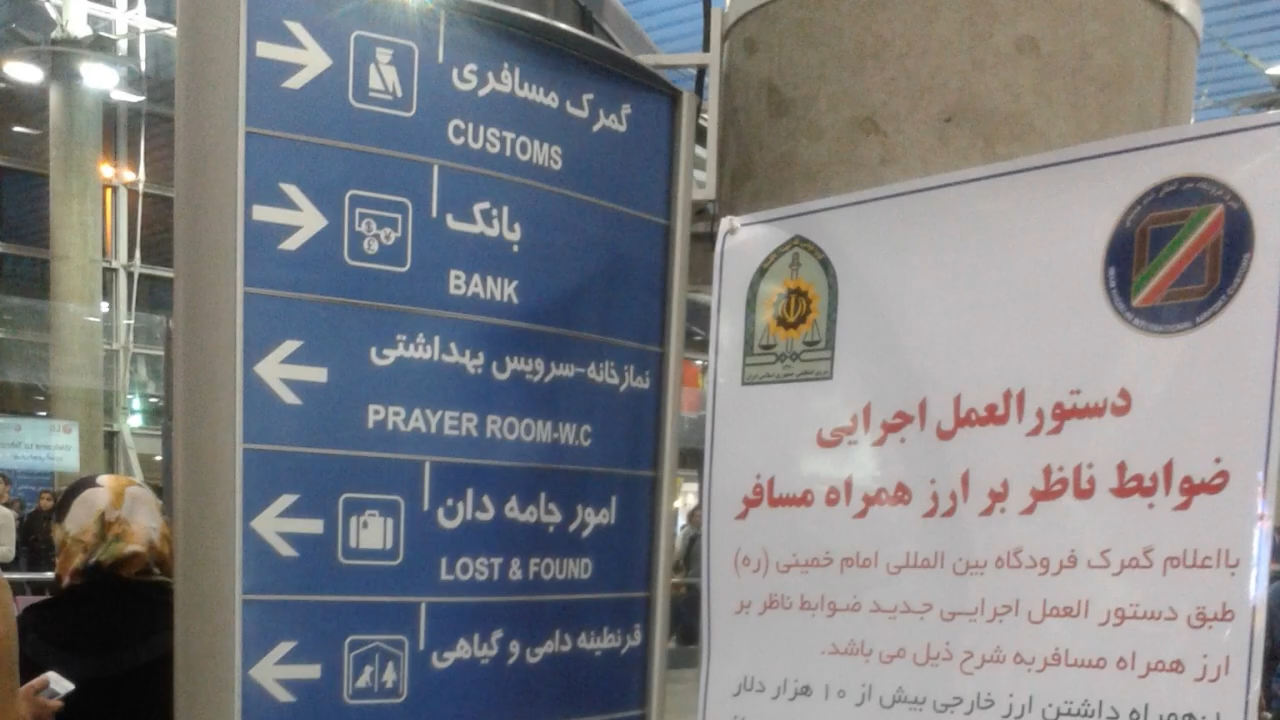 گمرک مسافری
CUSTOMS
بانک
BANK
نمازخانه-سرویس بهداشتی
PRAYER ROOM-W.C
امور جامه دان
LOST & FOUND
قرنطینه دامی و گیاهی
دستورالعمل اجرایی
ضوابط ناظر بر ارز همراه مسافر
بااعلام گمرک فرودگاه بین المللی امام خمینی (ره)
طبق دستور العمل اجرایی جدید ضوابط ناظر بر
ارز همراه مسافربه شرح ذیل می باشد.
همراه داشتن ارز خارجی بیش از ۱۰ هزار دلار